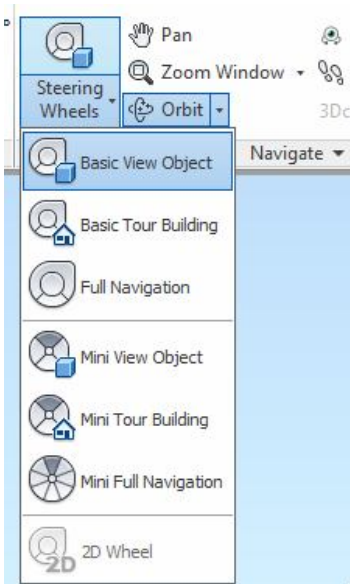 Pan
Zoom Window
Steering
Wheels
Orbit
Navigate
Basic View Object
Basic Tour Building
Full Navigation
Mini View Object
Mini Tour Building
Mini Full Navigation
2D
2D Wheel